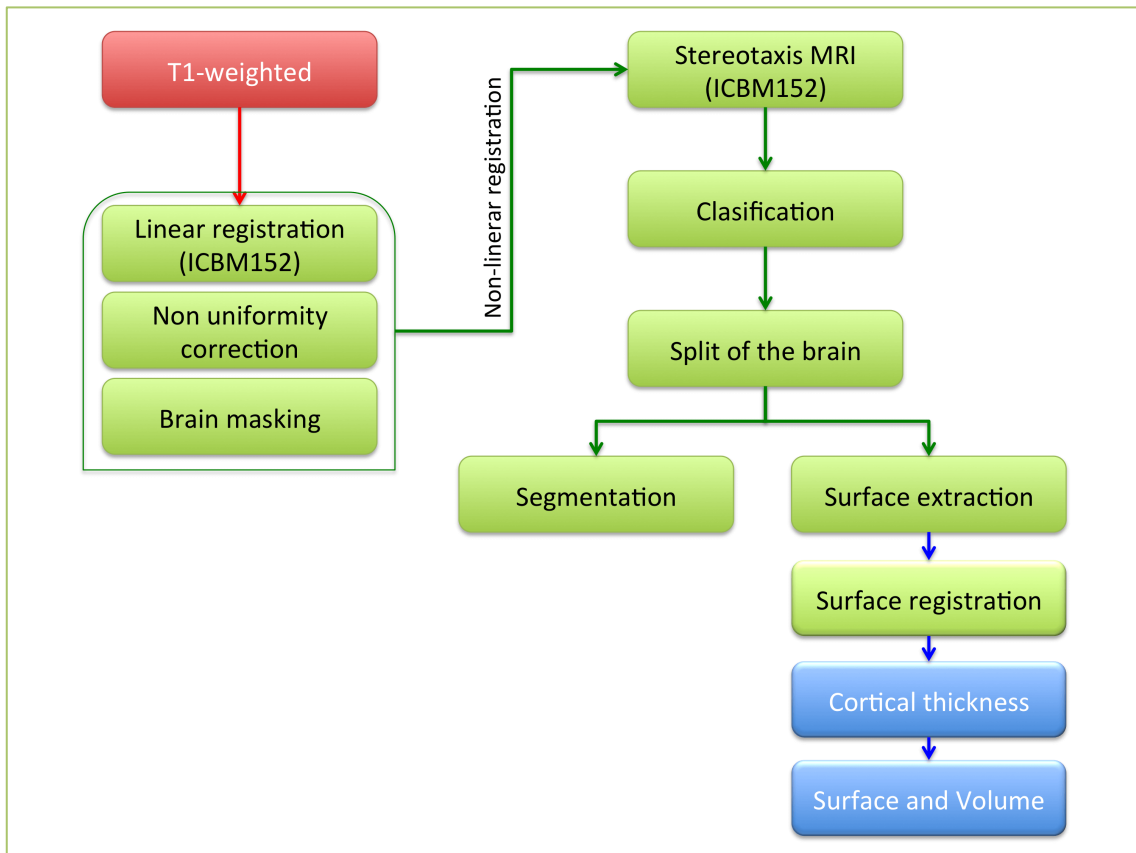 T1-weighted
Linear registration
(ICBM152)
Non uniformity
correction
Brain masking
Non-linerar registration
Stereotaxis MRI
(ICBM152)
Clasification
Split of the brain
Segmentation
Surface extraction
Surface registration
Cortical thickness
Surface and Volume